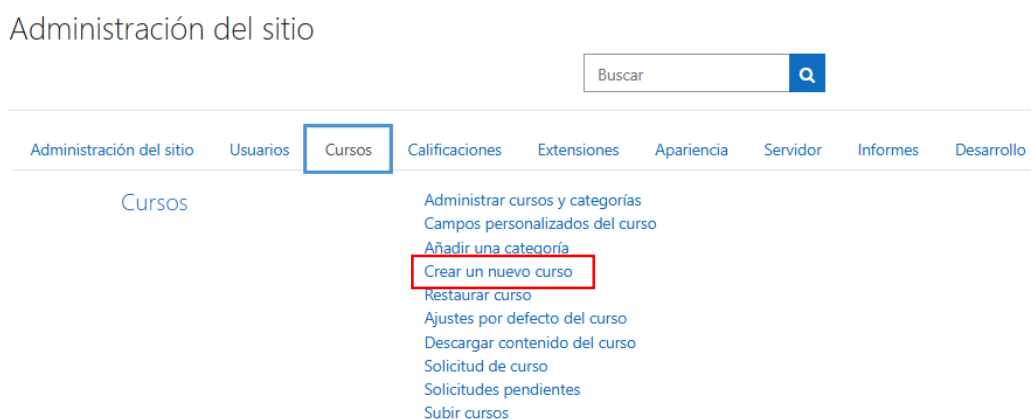 Administración del sitio
Buscar
Administración del sitio Usuarios Cursos Calificaciones Extensiones Apariencia Servidor Informes Desarrollo
Cursos
Administrar cursos y categorías
Campos personalizados del curso
Añadir una categoría
Crear un nuevo curso
Restaurar curso
Ajustes por defecto del curso
Descargar contenido del curso
Solicitud de curso
Solicitudes pendientes
Subir cursos